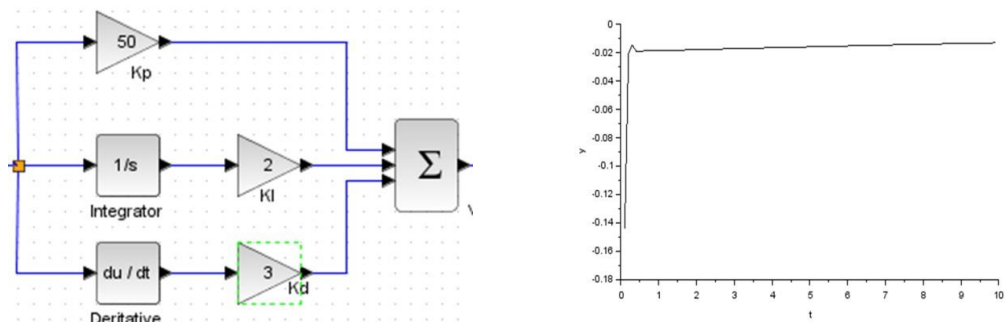 50
Kp
1/s
Integrator
2
KI
Σ
du / dt
Deritative
3
Kd
0
-0.02
-0.04
-0.06
-0.08
-0.1
-0.12
-0.14
-0.16
-0.18
y
0
1
2
3
4
5
6
7
8
9
10
t